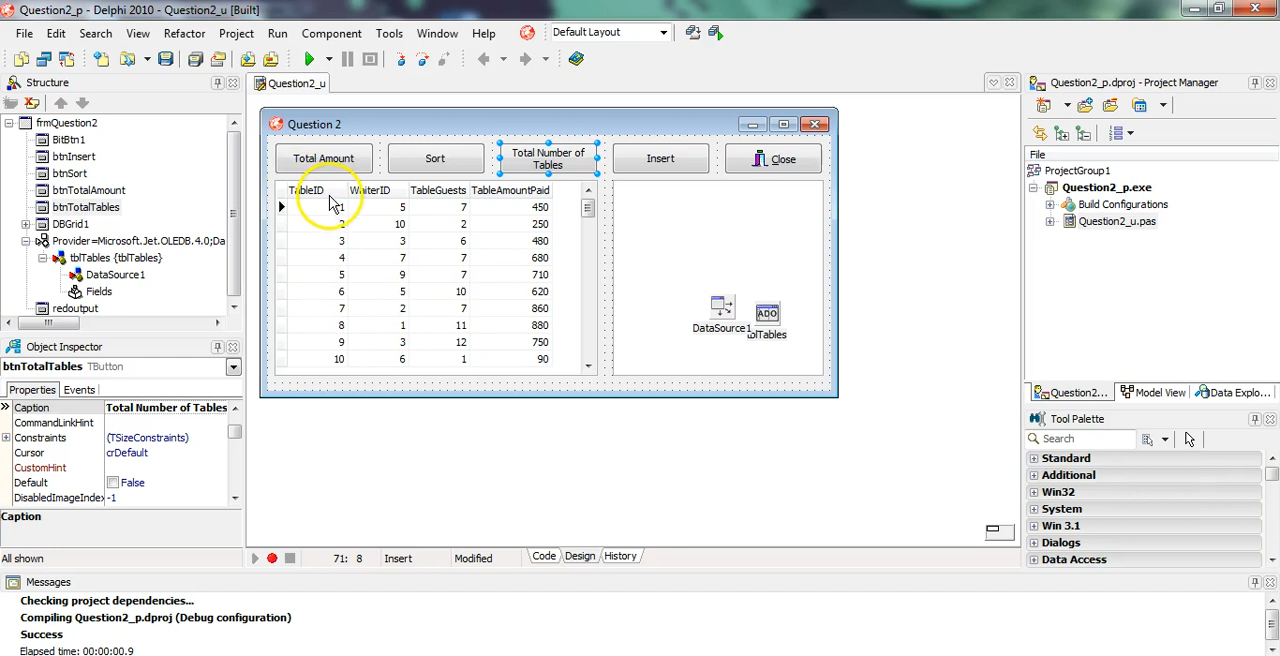 Question2_p - Delphi 2010 - Question2_u [Built]
File Edit Search View Refactor Project Run Component Tools Window Help Default Layout
Structure
Question2_u
Question2_p.dproj - Project Manager
frmQuestion2
BitBtn1
btnInsert
btnSort
btnTotalAmount
btnTotalTables
DBGrid1
Provider=Microsoft.Jet.OLEDB.4.0;Da
tblTables {tblTables}
DataSource1
Fields
redoutput
Question 2
Total Amount Sort Total Number of Tables Insert Close
TableID WaiterID TableGuests TableAmountPaid
1 5 7 450
2 10 2 250
3 3 6 480
4 7 7 680
5 9 7 710
6 5 10 620
7 2 7 860
8 1 11 880
9 3 12 750
10 6 1 90
ADO
DataSource1 tblTables
File
ProjectGroup1
Question2_p.exe
Build Configurations
Question2_u.pas
Question2... Model View Data Explo...
Object Inspector
btnTotalTables TButton
Properties Events
Caption Total Number of Tables
CommandLinkHint
Constraints (TSizeConstraints)
Cursor crDefault
CustomHint
Default False
DisabledImageIndex -1
Caption
All shown
71: 8 Insert Modified Code Design History
Tool Palette
Search
Standard
Additional
Win32
System
Win 3.1
Dialogs
Data Access
Messages
Checking project dependencies...
Compiling Question2_p.dproj (Debug configuration)
Success
Elapsed time: 00:00:00.9